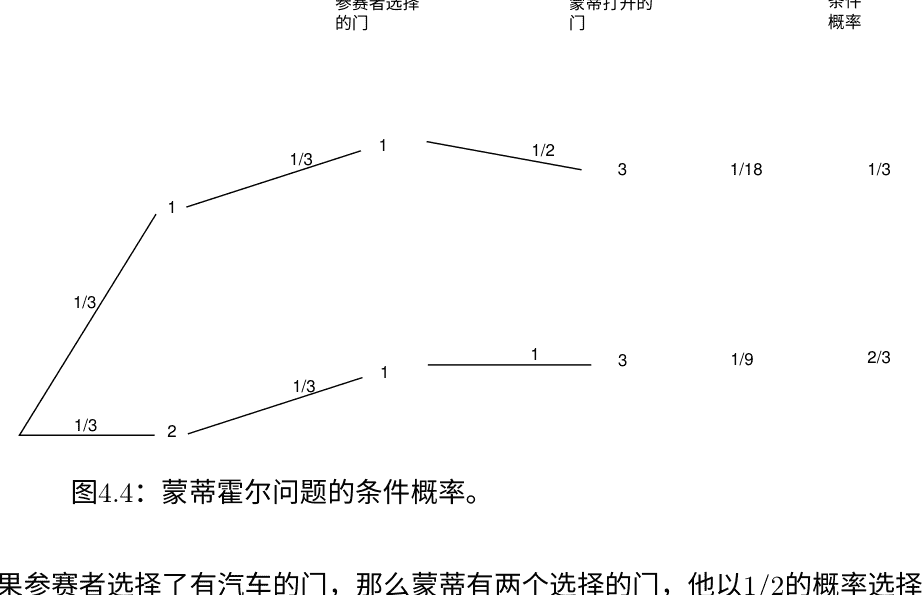 参赛者选择 蒙蒂打开的 条件
的门 门 概率
1 1/2
1/3 3 1/18 1/3
1
1/3
1 3 1/9 2/3
1
1/3
1/3 2
图4.4：蒙蒂霍尔问题的条件概率。
果参赛者选择了有汽车的门，那么蒙蒂有两个选择的门，他以1/2的概率选择